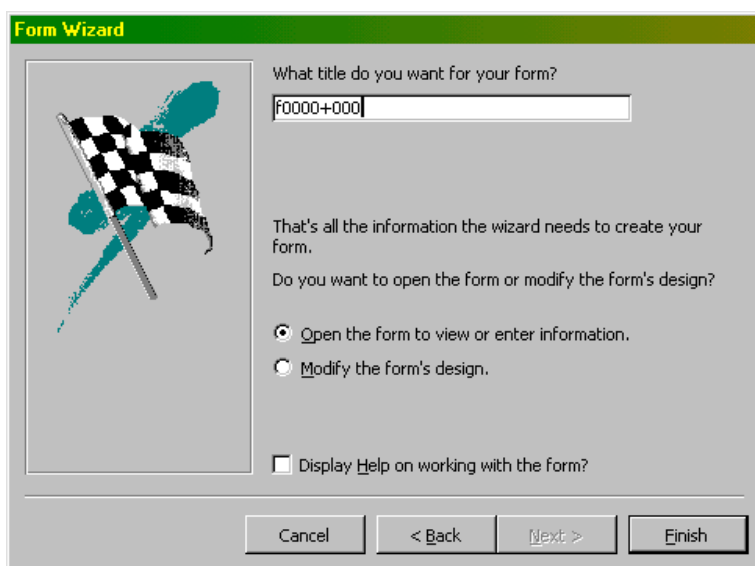 Form Wizard
What title do you want for your form?
f0000+000
That's all the information the wizard needs to create your
form.
Do you want to open the form or modify the form's design?
Open the form to view or enter information.
Modify the form's design.
Display Help on working with the form?
Cancel
< Back
Next >
Finish